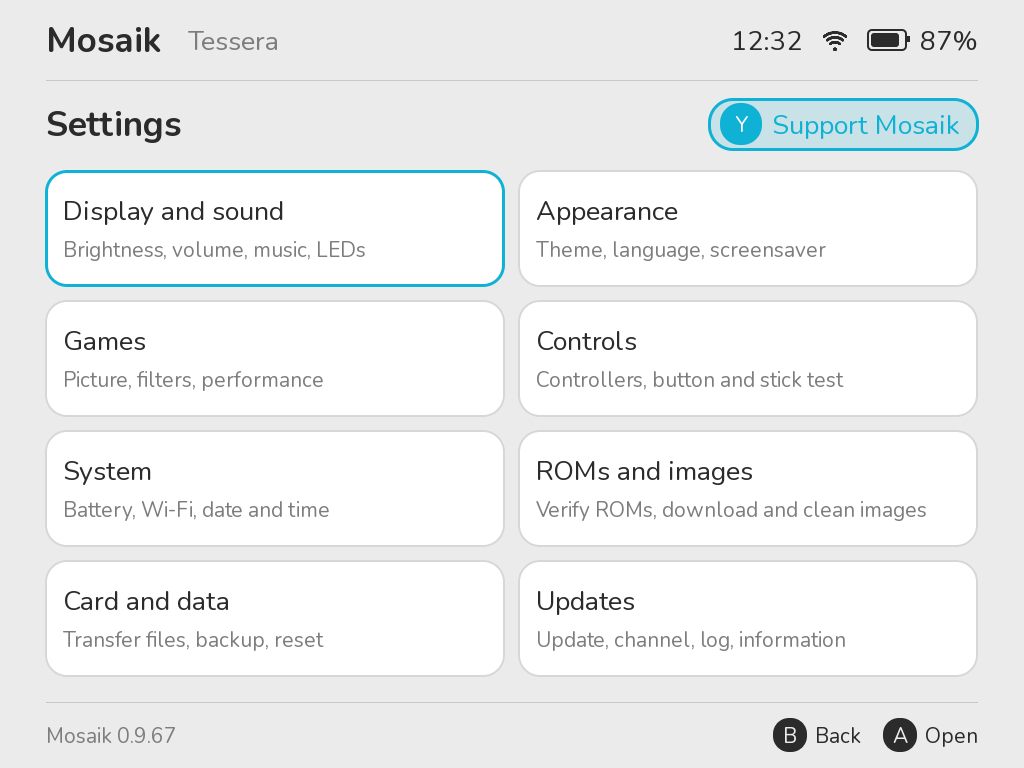 Mosaik Tessera 12:32 87%
Settings Y Support Mosaik
Display and sound
Brightness, volume, music, LEDs
Appearance
Theme, language, screensaver
Games
Picture, filters, performance
Controls
Controllers, button and stick test
System
Battery, Wi-Fi, date and time
ROMs and images
Verify ROMs, download and clean images
Card and data
Transfer files, backup, reset
Updates
Update, channel, log, information
Mosaik 0.9.67 B Back A Open